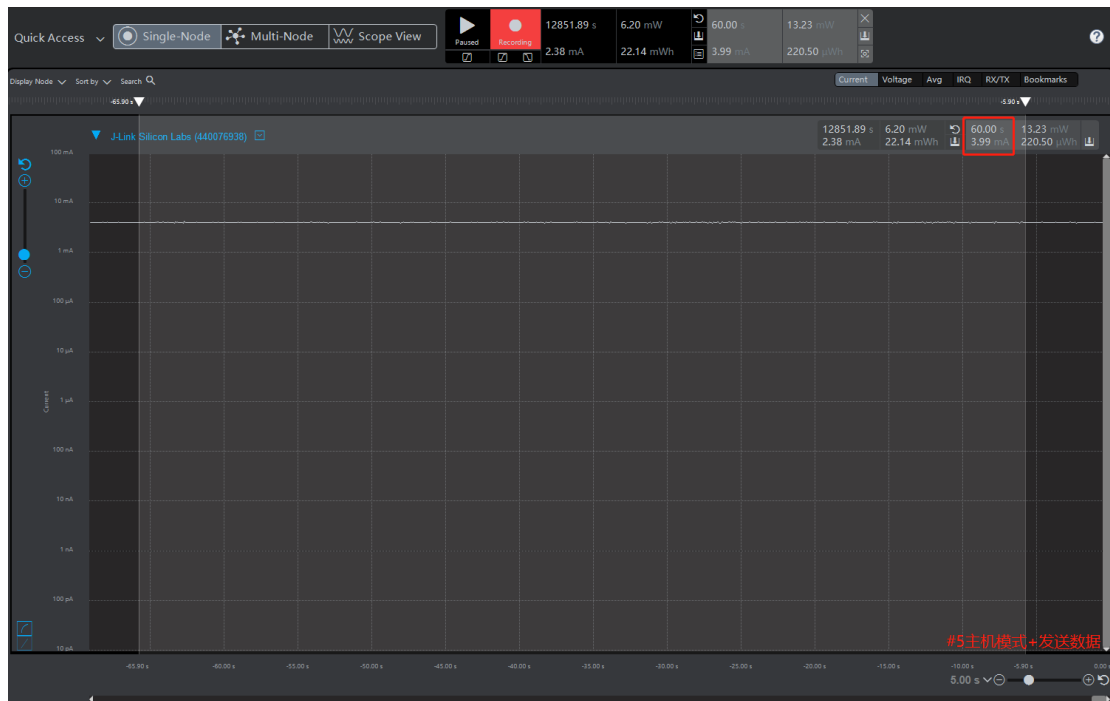 Quick Access Single-Node Multi-Node Scope View
Paused Recording
12851.89 s 6.20 mW 60.00 s 13.23 mW
2.38 mA 22.14 mWh 3.99 mA 220.50 µWh
?
Display Node Sort by Search
Current Voltage Avg IRQ RX/TX Bookmarks
-65.90 s -5.90 s
J-Link Silicon Labs (440076938)
12851.89 s 6.20 mW 60.00 s 13.23 mW
2.38 mA 22.14 mWh 3.99 mA 220.50 µWh
100 mA
10 mA
1 mA
100 µA
10 µA
1 µA
Current
100 nA
10 nA
1 nA
100 pA
10 pA
#5主机模式+发送数据
-65.90 s -60.00 s -55.00 s -50.00 s -45.00 s -40.00 s -35.00 s -30.00 s -25.00 s -20.00 s -15.00 s -10.00 s -5.90 s 0.00
5.00 s